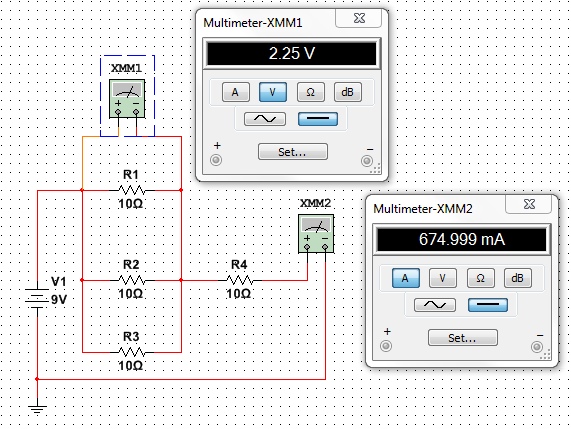 Multimeter-XMM1
2.25 V
A V Ω dB
+ Set... −
XMM1
+ −
R1
10Ω
XMM2
+ −
Multimeter-XMM2
674.999 mA
A V Ω dB
+ Set... −
R2
10Ω
R4
10Ω
V1
9V
R3
10Ω